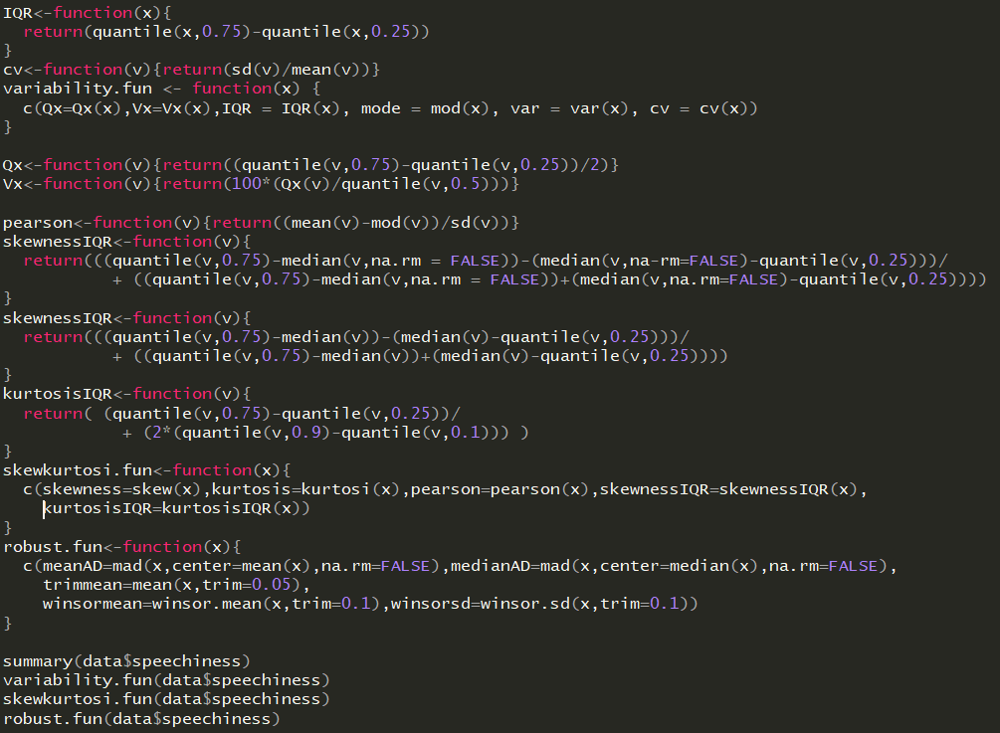 IQR<-function(x){
  return(quantile(x,0.75)-quantile(x,0.25))
}
cv<-function(v){return(sd(v)/mean(v))}
variability.fun <- function(x) {
  c(Qx=Qx(x),Vx=Vx(x),IQR = IQR(x), mode = mod(x), var = var(x), cv = cv(x))
}

Qx<-function(v){return((quantile(v,0.75)-quantile(v,0.25))/2)}
Vx<-function(v){return(100*(Qx(v)/quantile(v,0.5)))}

pearson<-function(v){return((mean(v)-mod(v))/sd(v))}
skewnessIQR<-function(v){
  return(((quantile(v,0.75)-median(v,na.rm = FALSE))-(median(v,na-rm=FALSE)-quantile(v,0.25)))/
           + ((quantile(v,0.75)-median(v,na.rm = FALSE))+(median(v,na.rm=FALSE)-quantile(v,0.25))))
}
skewnessIQR<-function(v){
  return(((quantile(v,0.75)-median(v))-(median(v)-quantile(v,0.25)))/
           + ((quantile(v,0.75)-median(v))+(median(v)-quantile(v,0.25))))
}
kurtosisIQR<-function(v){
  return( (quantile(v,0.75)-quantile(v,0.25))/
            + (2*(quantile(v,0.9)-quantile(v,0.1))) )
}
skewkurtosi.fun<-function(x){
  c(skewness=skew(x),kurtosis=kurtosi(x),pearson=pearson(x),skewnessIQR=skewnessIQR(x),
    kurtosisIQR=kurtosisIQR(x))
}
robust.fun<-function(x){
  c(meanAD=mad(x,center=mean(x),na.rm=FALSE),medianAD=mad(x,center=median(x),na.rm=FALSE),
    trimmean=mean(x,trim=0.05),
    winsormean=winsor.mean(x,trim=0.1),winsorsd=winsor.sd(x,trim=0.1))
}

summary(data$speechiness)
variability.fun(data$speechiness)
skewkurtosi.fun(data$speechiness)
robust.fun(data$speechiness)